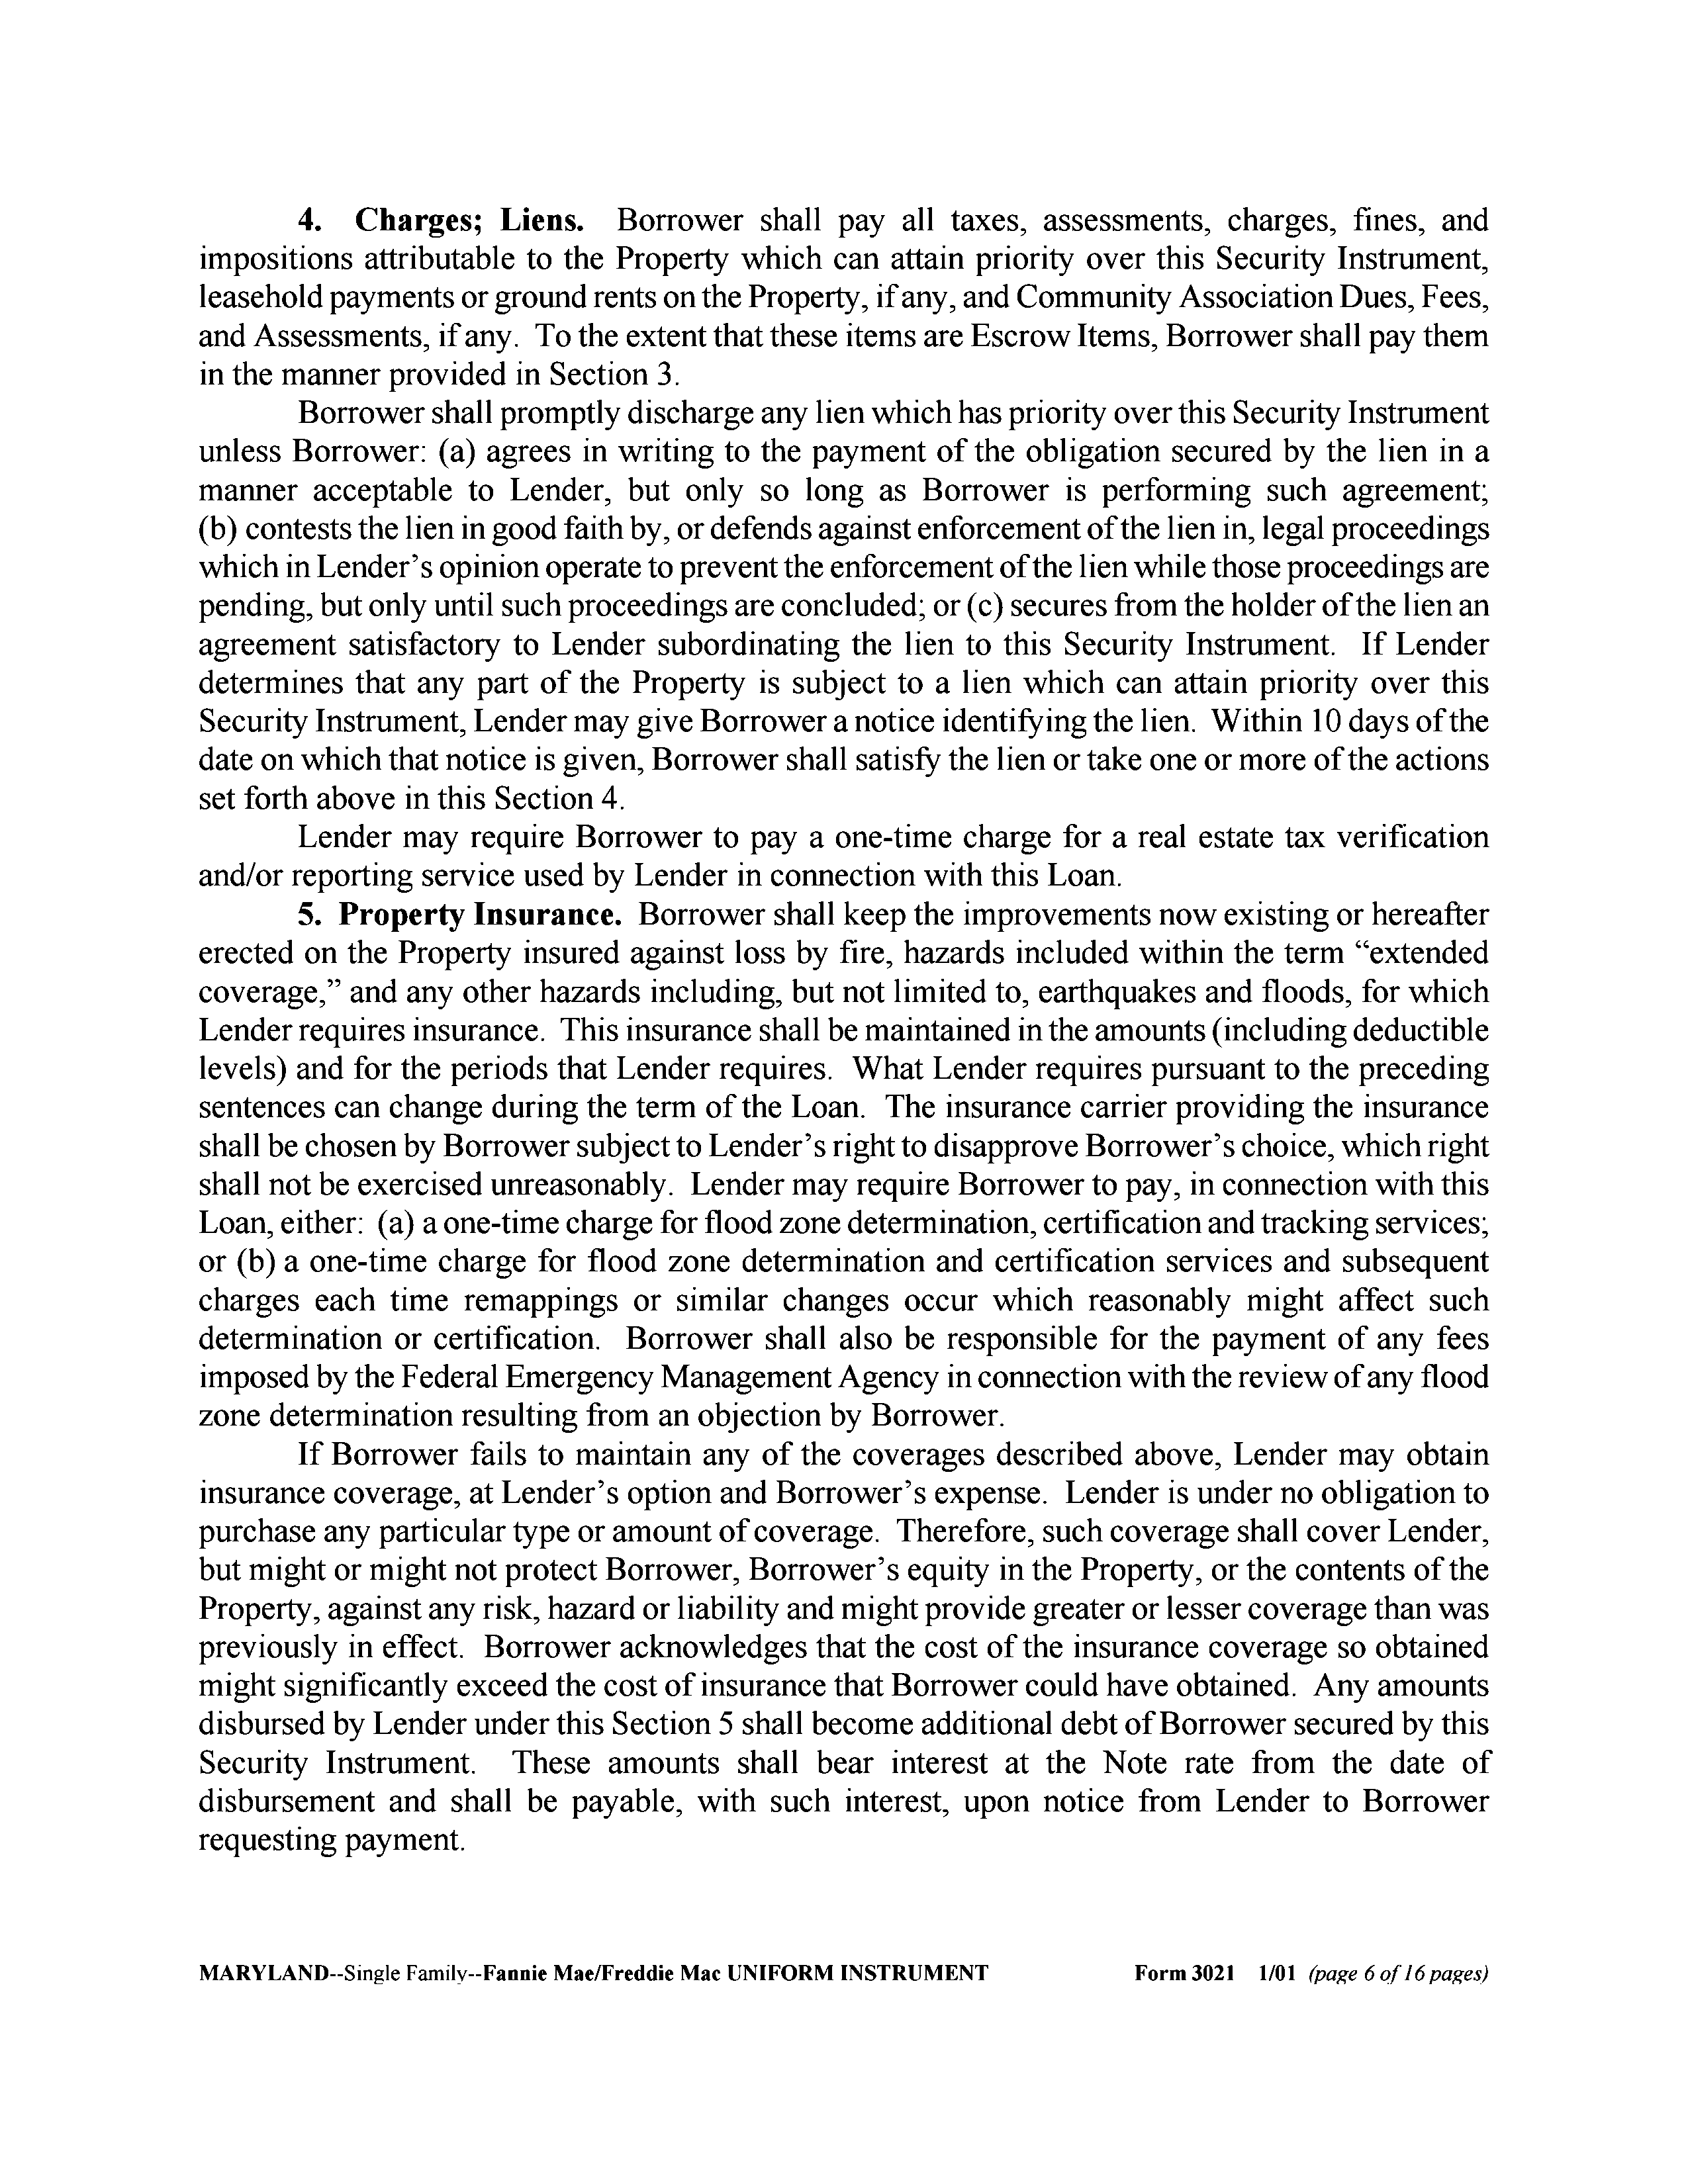 4. Charges; Liens. Borrower shall pay all taxes, assessments, charges, fines, and
impositions attributable to the Property which can attain priority over this Security Instrument,
leasehold payments or ground rents on the Property, if any, and Community Association Dues, Fees,
and Assessments, if any. To the extent that these items are Escrow Items, Borrower shall pay them
in the manner provided in Section 3.
Borrower shall promptly discharge any lien which has priority over this Security Instrument
unless Borrower: (a) agrees in writing to the payment of the obligation secured by the lien in a
manner acceptable to Lender, but only so long as Borrower is performing such agreement;
(b) contests the lien in good faith by, or defends against enforcement of the lien in, legal proceedings
which in Lender’s opinion operate to prevent the enforcement of the lien while those proceedings are
pending, but only until such proceedings are concluded; or (c) secures from the holder of the lien an
agreement satisfactory to Lender subordinating the lien to this Security Instrument. If Lender
determines that any part of the Property is subject to a lien which can attain priority over this
Security Instrument, Lender may give Borrower a notice identifying the lien. Within 10 days of the
date on which that notice is given, Borrower shall satisfy the lien or take one or more of the actions
set forth above in this Section 4.
Lender may require Borrower to pay a one-time charge for a real estate tax verification
and/or reporting service used by Lender in connection with this Loan.
5. Property Insurance. Borrower shall keep the improvements now existing or hereafter
erected on the Property insured against loss by fire, hazards included within the term “extended
coverage,” and any other hazards including, but not limited to, earthquakes and floods, for which
Lender requires insurance. This insurance shall be maintained in the amounts (including deductible
levels) and for the periods that Lender requires. What Lender requires pursuant to the preceding
sentences can change during the term of the Loan. The insurance carrier providing the insurance
shall be chosen by Borrower subject to Lender’s right to disapprove Borrower’s choice, which right
shall not be exercised unreasonably. Lender may require Borrower to pay, in connection with this
Loan, either: (a) a one-time charge for flood zone determination, certification and tracking services;
or (b) a one-time charge for flood zone determination and certification services and subsequent
charges each time remappings or similar changes occur which reasonably might affect such
determination or certification. Borrower shall also be responsible for the payment of any fees
imposed by the Federal Emergency Management Agency in connection with the review of any flood
zone determination resulting from an objection by Borrower.
If Borrower fails to maintain any of the coverages described above, Lender may obtain
insurance coverage, at Lender’s option and Borrower’s expense. Lender is under no obligation to
purchase any particular type or amount of coverage. Therefore, such coverage shall cover Lender,
but might or might not protect Borrower, Borrower’s equity in the Property, or the contents of the
Property, against any risk, hazard or liability and might provide greater or lesser coverage than was
previously in effect. Borrower acknowledges that the cost of the insurance coverage so obtained
might significantly exceed the cost of insurance that Borrower could have obtained. Any amounts
disbursed by Lender under this Section 5 shall become additional debt of Borrower secured by this
Security Instrument. These amounts shall bear interest at the Note rate from the date of
disbursement and shall be payable, with such interest, upon notice from Lender to Borrower
requesting payment.
MARYLAND--Single Family--Fannie Mae/Freddie Mac UNIFORM INSTRUMENT Form 3021 1/01 (page 6 of 16 pages)